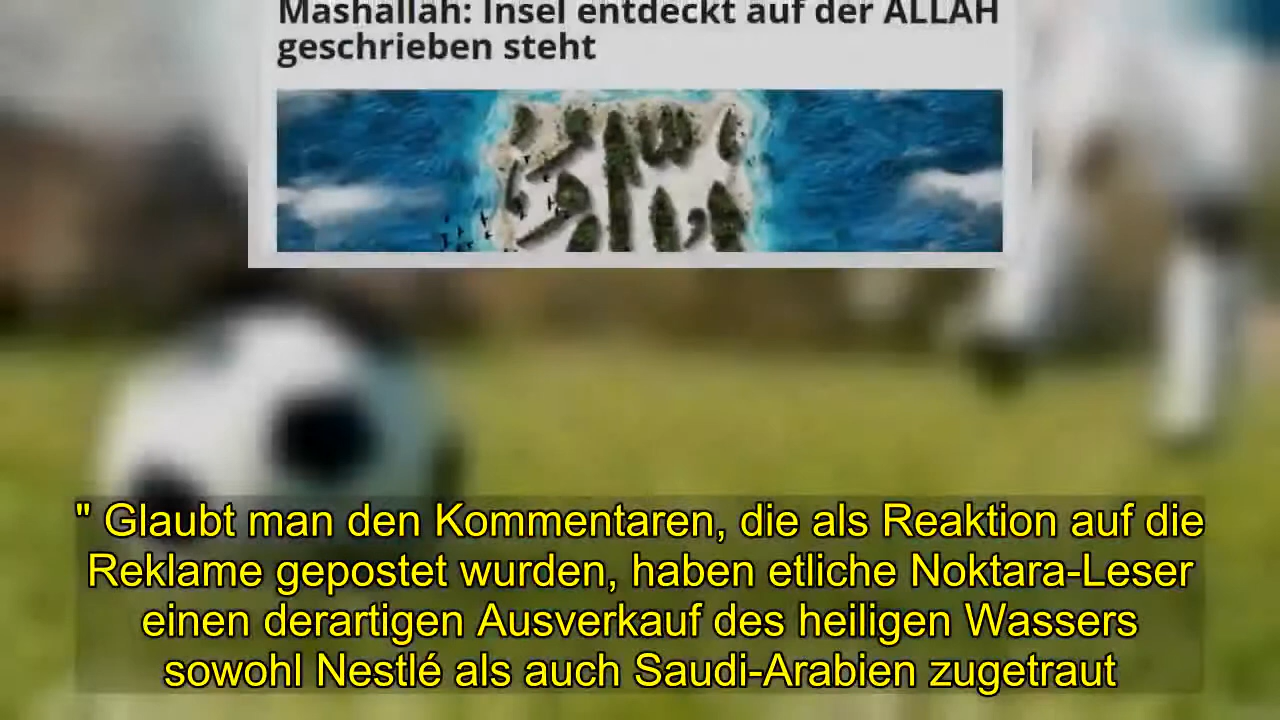 Mashallah: Insel entdeckt auf der ALLAH
geschrieben steht
" Glaubt man den Kommentaren, die als Reaktion auf die
Reklame gepostet wurden, haben etliche Noktara-Leser
einen derartigen Ausverkauf des heiligen Wassers
sowohl Nestlé als auch Saudi-Arabien zugetraut